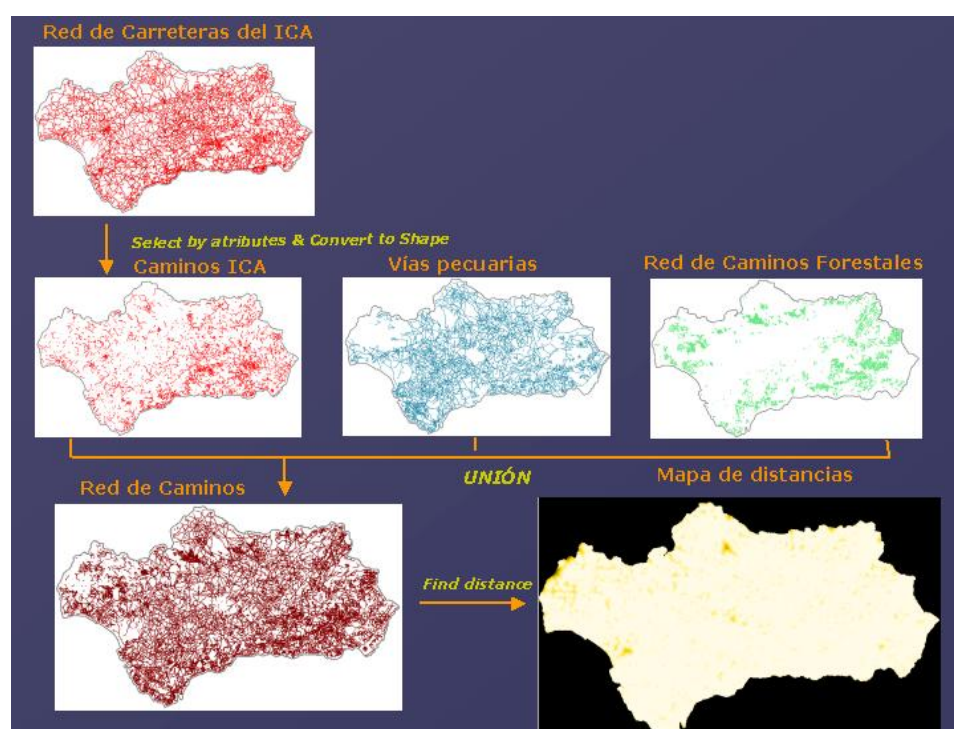 Red de Carreteras del ICA
Select by atributes & Convert to Shape
Caminos ICA
Vías pecuarias
Red de Caminos Forestales
UNIÓN
Red de Caminos
Mapa de distancias
Find distance